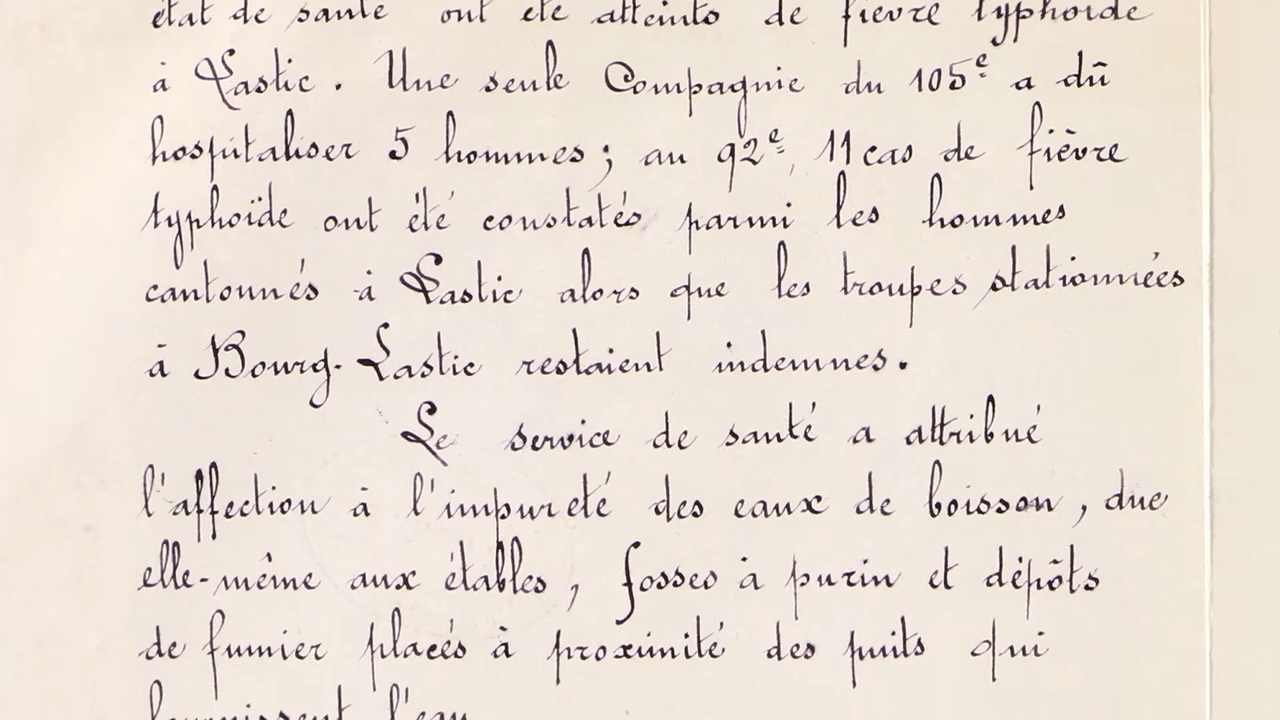 état de santé ont été atteints de fièvre typhoïde
à Lastic. Une seule Compagnie du 105e a dû
hospitaliser 5 hommes; au 92e, 11 cas de fièvre
typhoïde ont été constatés parmi les hommes
cantonnés à Lastic alors que les troupes stationnées
à Bourg-Lastic restaient indemnes.
Le service de santé a attribué
l'affection à l'impureté des eaux de boisson, due
elle-même aux étables, fosses à purin et dépôts
de fumier placés à proximité des puits qui
fournissent l'eau